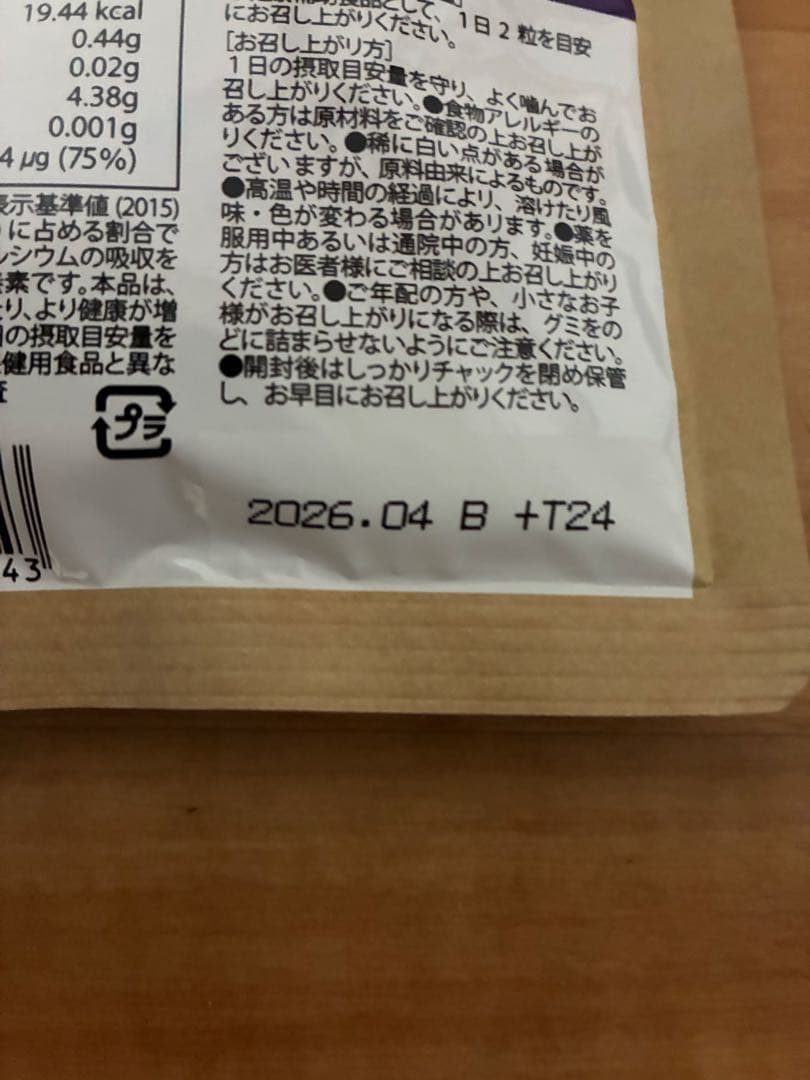 19.44 kcal
0.44g
0.02g
4.38g
0.001g
4 μg (75%)
表示基準値 (2015)
に占める割合で
ルシウムの吸収を
素です。本品は、
り、より健康が増
の摂取目安量を
健用食品と異な
プラ
43
補助食品として、1日2粒を目安
にお召し上がりください。
[お召し上がり方]
1日の摂取目安量を守り、よく噛んでお
召し上がりください。●食物アレルギーの
ある方は原材料をご確認の上お召し上が
りください。●稀に白い点がある場合が
ございますが、原料由来によるものです。
●高温や時間の経過により、溶けたり風
味・色が変わる場合があります。●薬を
服用中あるいは通院中の方、妊娠中の
方はお医者様にご相談の上お召し上がり
ください。●ご年配の方や、小さなお子
様がお召し上がりになる際は、グミをの
どに詰まらせないようにご注意ください。
●開封後はしっかりチャックを閉め保管
し、お早目にお召し上がりください。
2026.04 B +T24